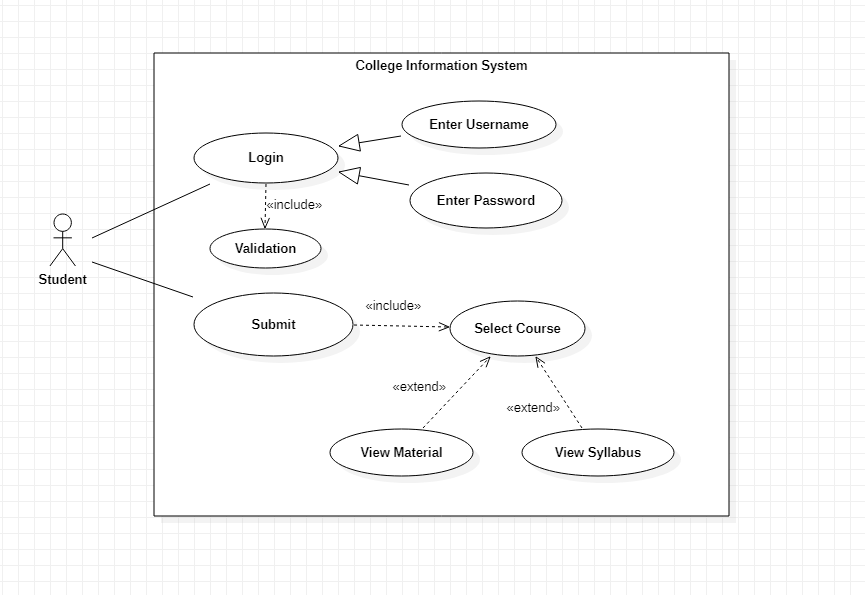 College Information System
Enter Username
Login
Enter Password
«include»
Validation
Student
Submit
«include»
Select Course
«extend»
«extend»
View Material
View Syllabus